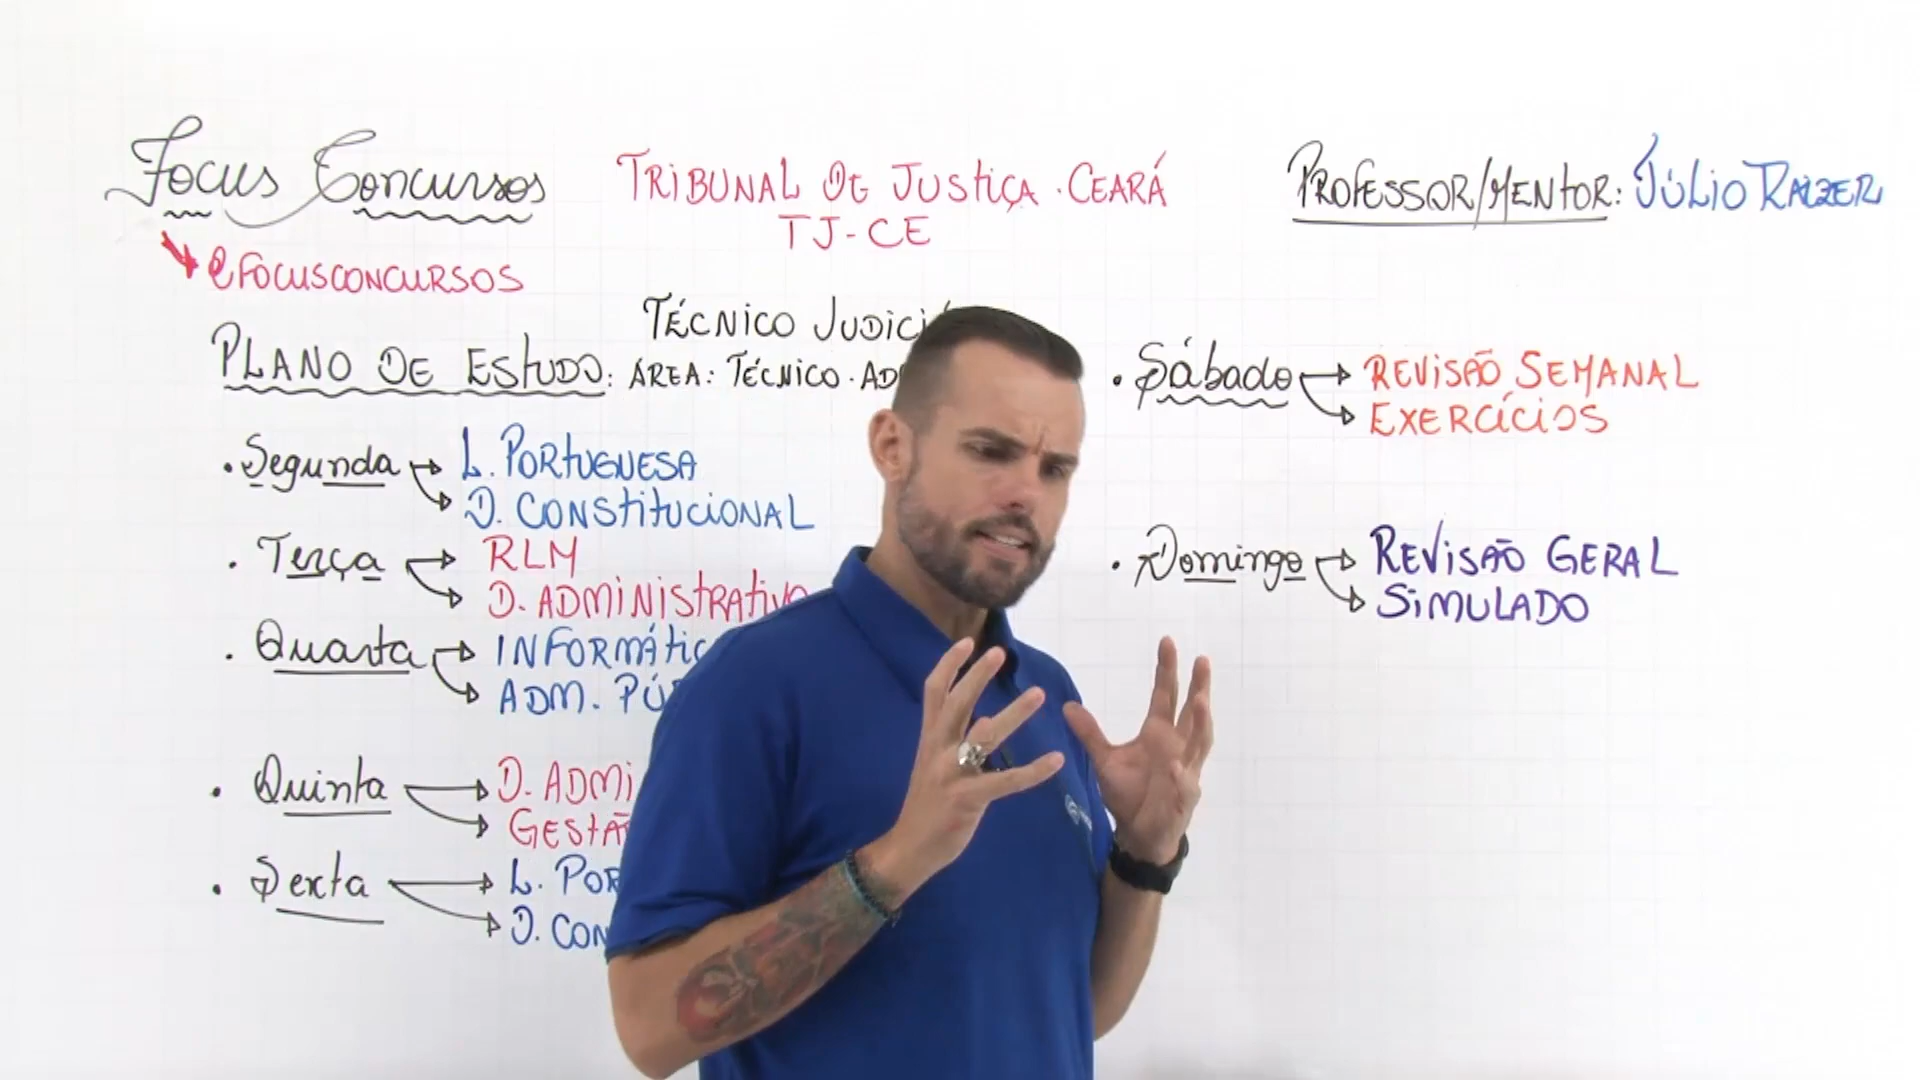 Focus Concursos
@FOCUSCONCURSOS
TRIBUNAL DE JUSTIÇA . CEARÁ
TJ-CE
PROFESSOR/MENTOR: JÚLIO RAIZER
TÉCNICO
PLANO DE ESTUDO: ÁREA: TÉCNICO .
. Segunda → L. PORTUGUESA
→ D. CONSTITUCIONAL
. Terça → RLM
→ D. ADMINISTRATIVO
. Quarta →
→ ADM.
. Quinta → D.
. Sexta → L.
→ D.
. Sábado → REVISÃO SEMANAL
→ EXERCÍCIOS
. Domingo → REVISÃO GERAL
→ SIMULADO